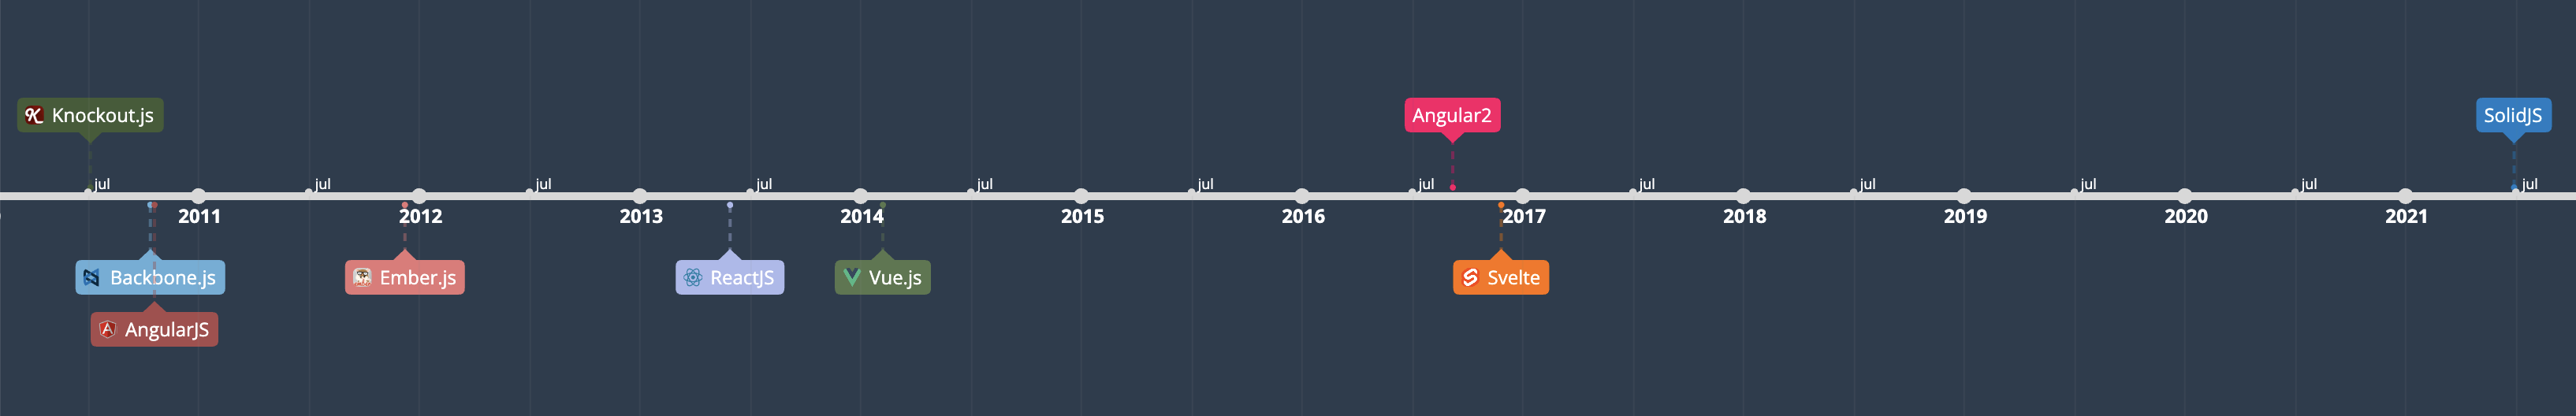 Knockout.js
Angular2
SolidJS
jul
jul
jul
jul
jul
jul
jul
jul
jul
jul
jul
jul
2011
2012
2013
2014
2015
2016
2017
2018
2019
2020
2021
Backbone.js
Ember.js
ReactJS
Vue.js
Svelte
AngularJS